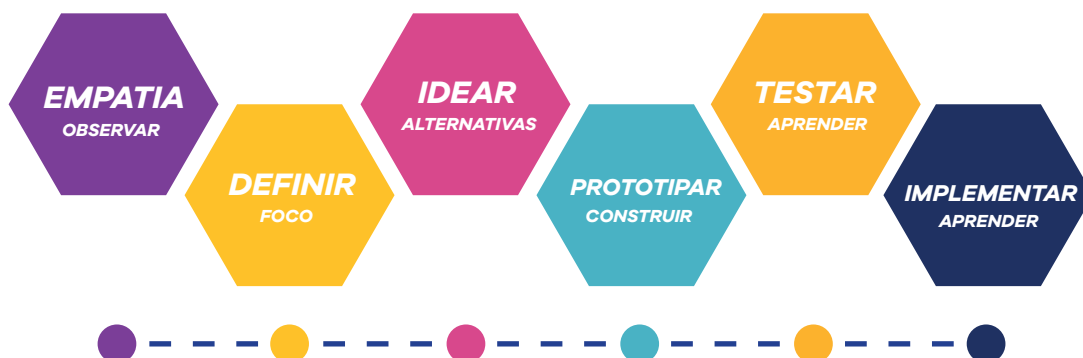 EMPATIA
OBSERVAR
DEFINIR
FOCO
IDEAR
ALTERNATIVAS
PROTOTIPAR
CONSTRUIR
TESTAR
APRENDER
IMPLEMENTAR
APRENDER